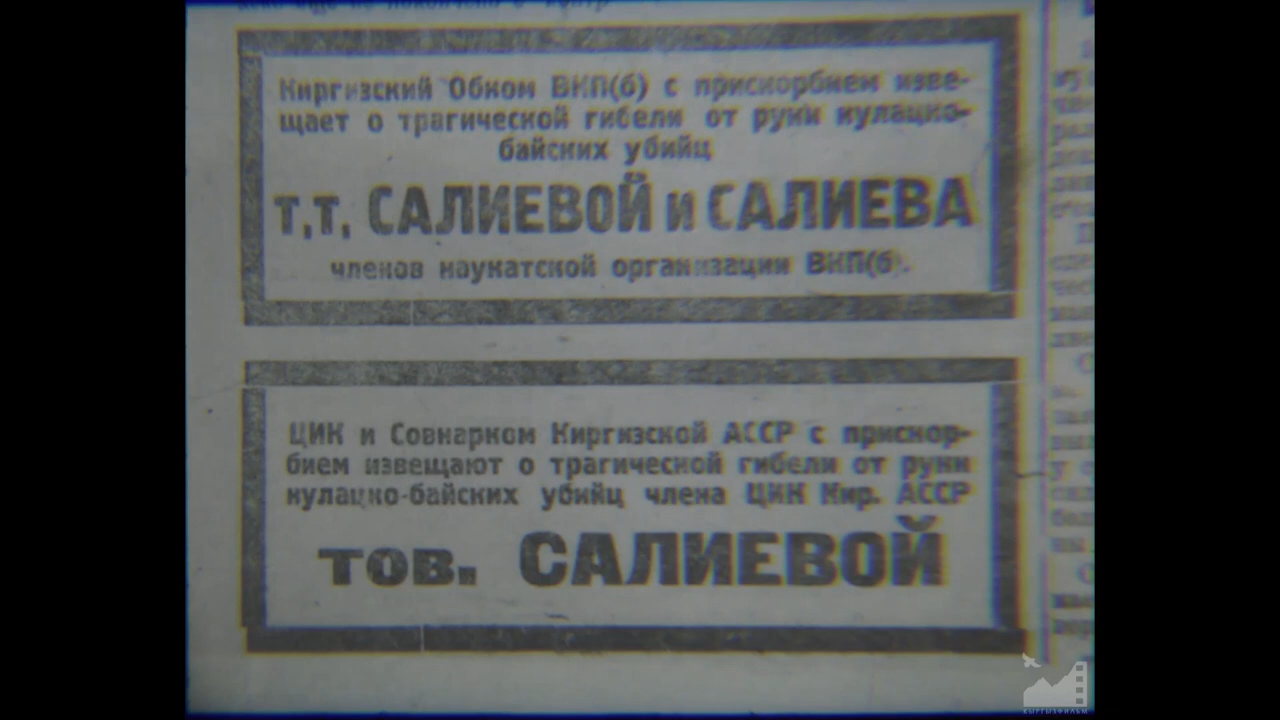 Киргизский Обком ВКП(б) с прискорбием изве-
щает о трагической гибели от руки кулацко-
байских убийц
т.т. САЛИЕВОЙ и САЛИЕВА
членов наукатской организации ВКП(б).
ЦИК и Совнарком Киргизской АССР с прискор-
бием извещают о трагической гибели от руки
кулацко-байских убийц члена ЦИК Кир. АССР
тов. САЛИЕВОЙ
КЫРГЫЗФИЛЬМ